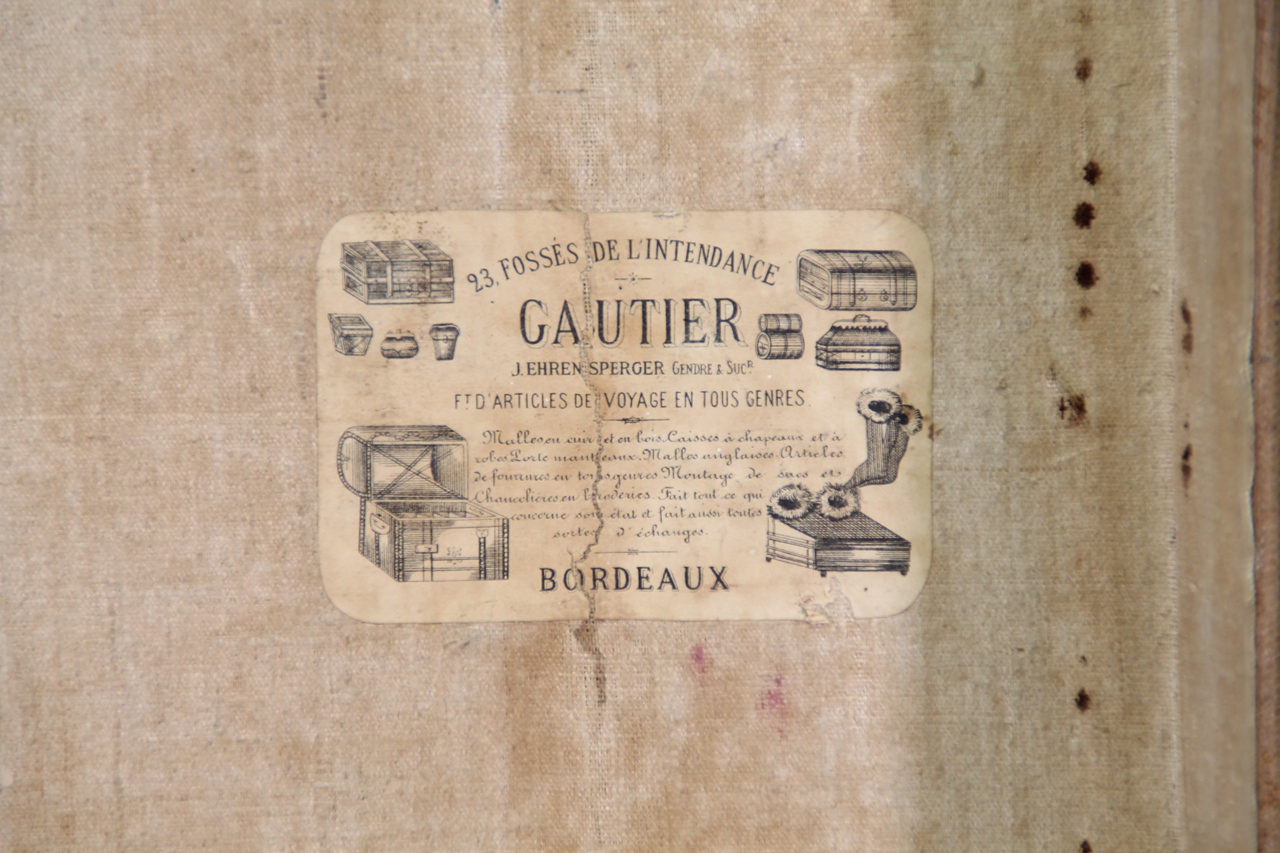 23, FOSSÉS DE L'INTENDANCE
GAUTIER
J. EHRENSPERGER GENDRE & SUCR
FT D'ARTICLES DE VOYAGE EN TOUS GENRES
Malles en cuir et en bois. Caisses à chapeaux et à
robes. Porte manteaux. Malles anglaises. Articles
de fourrures en tous genres Montage de sacs et
Chancelières en broderies. Fait tout ce qui
concerne son état et fait aussi toutes
sortes d'échanges.
BORDEAUX